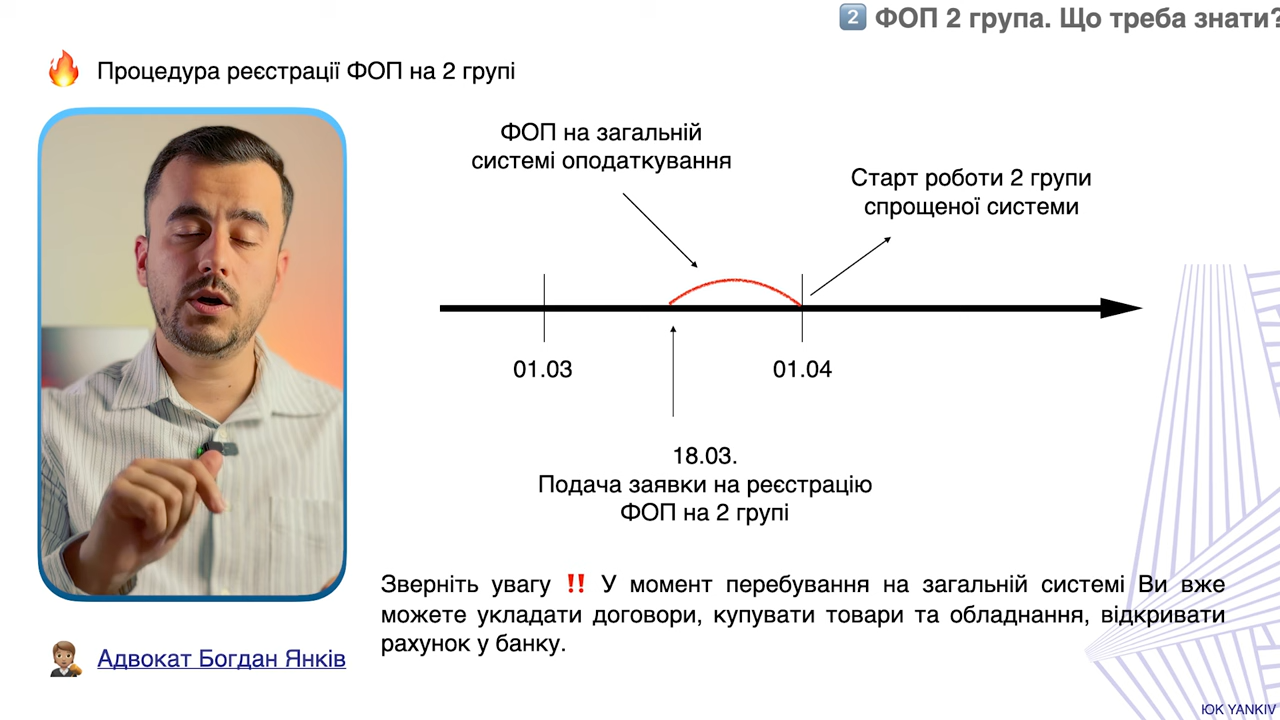 2 ФОП 2 група. Що треба знати?
Процедура реєстрації ФОП на 2 групі
ФОП на загальній
системі оподаткування
Старт роботи 2 групи
спрощеної системи
01.03
01.04
18.03.
Подача заявки на реєстрацію
ФОП на 2 групі
Зверніть увагу ‼️ У момент перебування на загальній системі Ви вже
можете укладати договори, купувати товари та обладнання, відкривати
рахунок у банку.
Адвокат Богдан Янків
ЮК YANKIV